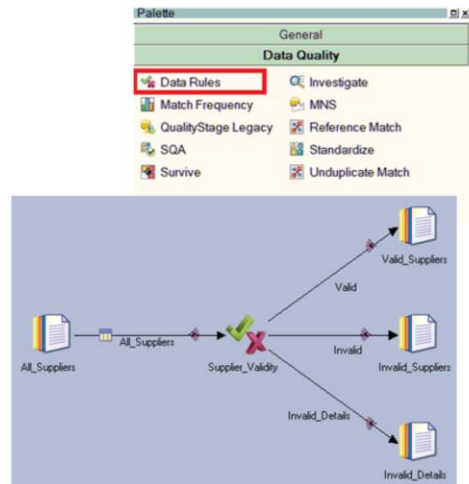 Palette
General
Data Quality
Data Rules
Investigate
Match Frequency
MNS
QualityStage Legacy
Reference Match
SQA
Standardize
Survive
Unduplicate Match
Valid_Suppliers
Valid
All_Suppliers
All_Suppliers
Supplier_Validity
Invalid
Invalid_Suppliers
Invalid_Details
Invalid_Details